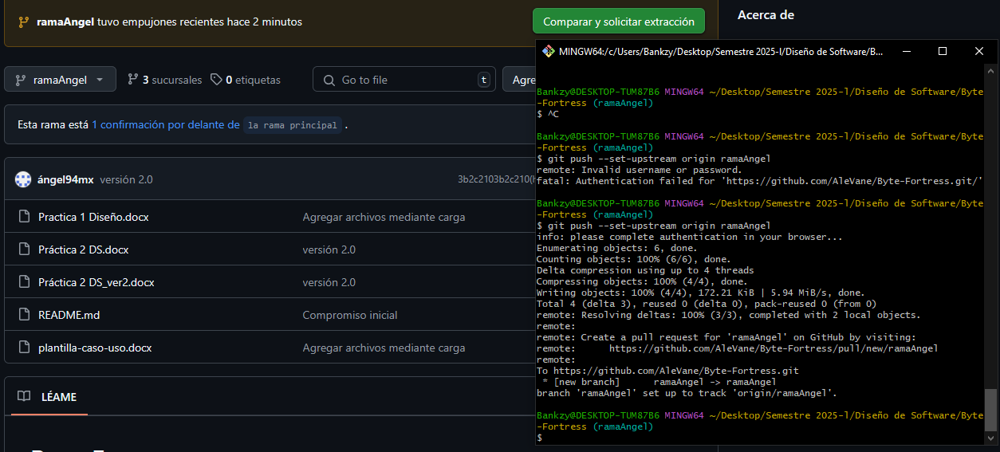 ramaAngel tuvo empujones recientes hace 2 minutos
Comparar y solicitar extracción
Acerca de
ramaAngel
3 sucursales
0 etiquetas
Go to file
t
Agre
Esta rama está 1 confirmación por delante de la rama principal .
ángel94mx versión 2.0
3b2c2103b2c210(
Practica 1 Diseño.docx
Agregar archivos mediante carga
Práctica 2 DS.docx
versión 2.0
Práctica 2 DS_ver2.docx
versión 2.0
README.md
Compromiso inicial
plantilla-caso-uso.docx
Agregar archivos mediante carga
LÉAME
MINGW64:/c/Users/Bankzy/Desktop/Semestre 2025-I/Diseño de Software/B...
Bankzy@DESKTOP-TUM87B6 MINGW64 ~/Desktop/Semestre 2025-l/Diseño de Software/Byte
-Fortress (ramaAngel)
$ ^C
Bankzy@DESKTOP-TUM87B6 MINGW64 ~/Desktop/Semestre 2025-l/Diseño de Software/Byte
-Fortress (ramaAngel)
$ git push --set-upstream origin ramaAngel
remote: Invalid username or password.
fatal: Authentication failed for 'https://github.com/AleVane/Byte-Fortress.git/'
Bankzy@DESKTOP-TUM87B6 MINGW64 ~/Desktop/Semestre 2025-l/Diseño de Software/Byte
-Fortress (ramaAngel)
$ git push --set-upstream origin ramaAngel
info: please complete authentication in your browser...
Enumerating objects: 6, done.
Counting objects: 100% (6/6), done.
Delta compression using up to 4 threads
Compressing objects: 100% (4/4), done.
Writing objects: 100% (4/4), 172.21 KiB | 5.94 MiB/s, done.
Total 4 (delta 3), reused 0 (delta 0), pack-reused 0 (from 0)
remote: Resolving deltas: 100% (3/3), completed with 2 local objects.
remote:
remote: Create a pull request for 'ramaAngel' on GitHub by visiting:
remote:      https://github.com/AleVane/Byte-Fortress/pull/new/ramaAngel
remote:
To https://github.com/AleVane/Byte-Fortress.git
 * [new branch]      ramaAngel -> ramaAngel
branch 'ramaAngel' set up to track 'origin/ramaAngel'.
Bankzy@DESKTOP-TUM87B6 MINGW64 ~/Desktop/Semestre 2025-l/Diseño de Software/Byte
-Fortress (ramaAngel)
$